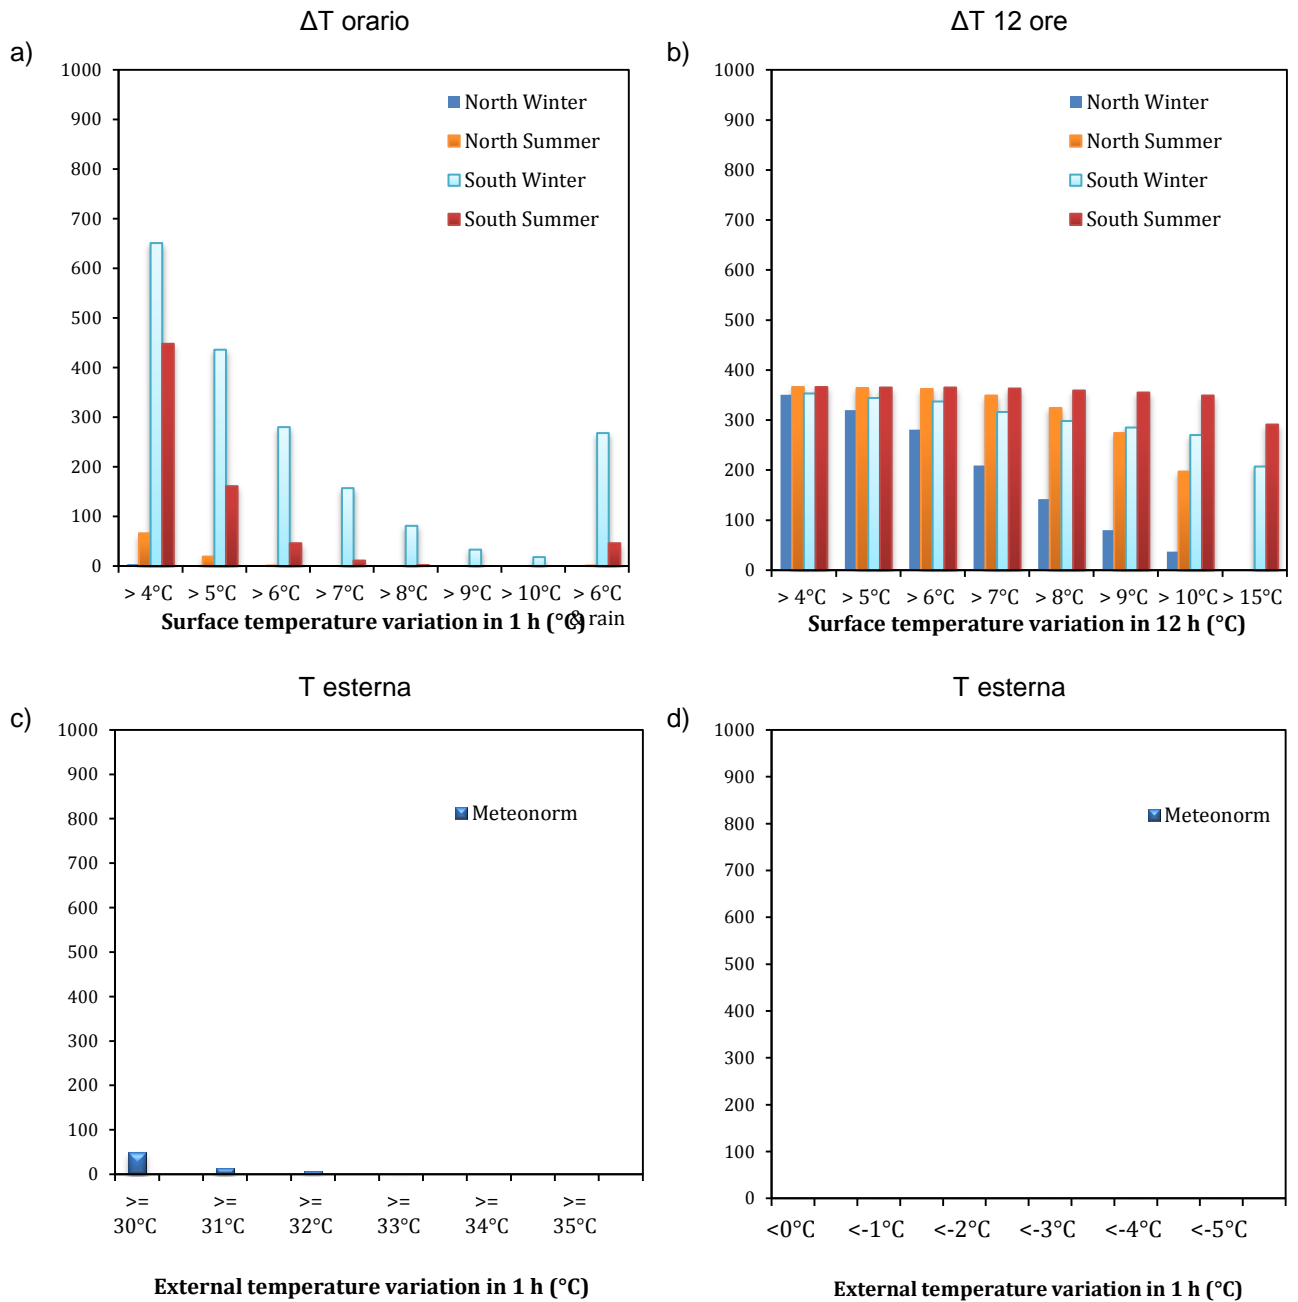 ΔT orario
a)
1000
900
800
700
600
500
400
300
200
100
0
North Winter
North Summer
South Winter
South Summer
> 4°C > 5°C > 6°C > 7°C > 8°C > 9°C > 10°C > 6°C
& rain
Surface temperature variation in 1 h (°C)
ΔT 12 ore
b)
1000
900
800
700
600
500
400
300
200
100
0
North Winter
North Summer
South Winter
South Summer
> 4°C > 5°C > 6°C > 7°C > 8°C > 9°C > 10°C > 15°C
Surface temperature variation in 12 h (°C)
T esterna
c)
1000
900
800
700
600
500
400
300
200
100
0
Meteonorm
>= >= >= >= >= >=
30°C 31°C 32°C 33°C 34°C 35°C
External temperature variation in 1 h (°C)
T esterna
d)
1000
900
800
700
600
500
400
300
200
100
0
Meteonorm
<0°C <-1°C <-2°C <-3°C <-4°C <-5°C
External temperature variation in 1 h (°C)